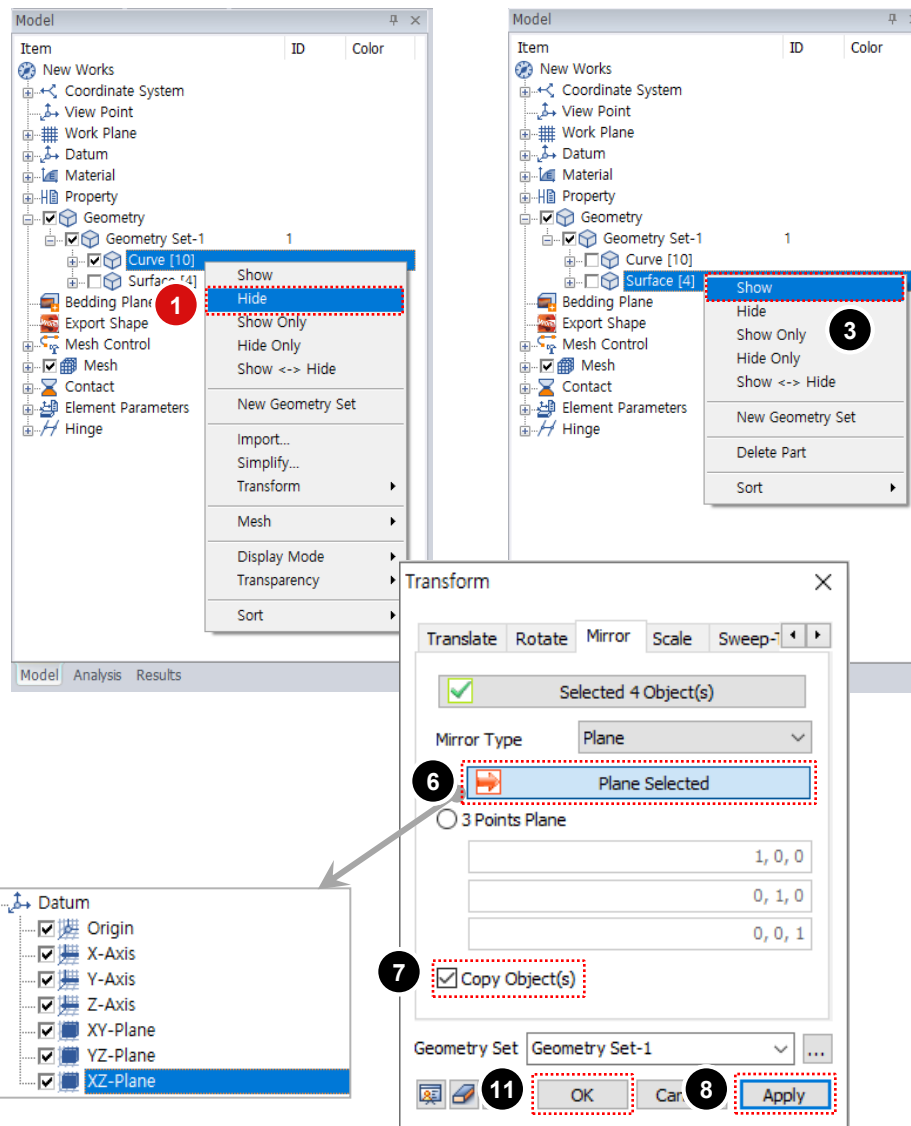 Model
Item ID Color
New Works
Coordinate System
View Point
Work Plane
Datum
Material
Property
Geometry
Geometry Set-1 1
Curve [10]
Surface [4]
Bedding Plane
Export Shape
Mesh Control
Mesh
Contact
Element Parameters
Hinge
1
Show
Hide
Show Only
Hide Only
Show <-> Hide
New Geometry Set
Import...
Simplify...
Transform
Mesh
Display Mode
Transparency
Sort
Model Analysis Results
Model
Item ID Color
New Works
Coordinate System
View Point
Work Plane
Datum
Material
Property
Geometry
Geometry Set-1 1
Curve [10]
Surface [4]
Bedding Plane
Export Shape
Mesh Control
Mesh
Contact
Element Parameters
Hinge
Show
Hide
Show Only
3
Hide Only
Show <-> Hide
New Geometry Set
Delete Part
Sort
Transform
Translate Rotate Mirror Scale Sweep-T
Selected 4 Object(s)
Mirror Type Plane
6 Plane Selected
3 Points Plane
1, 0, 0
0, 1, 0
0, 0, 1
7 Copy Object(s)
Geometry Set Geometry Set-1 ...
11 OK 8 Apply
Datum
Origin
X-Axis
Y-Axis
Z-Axis
XY-Plane
YZ-Plane
XZ-Plane